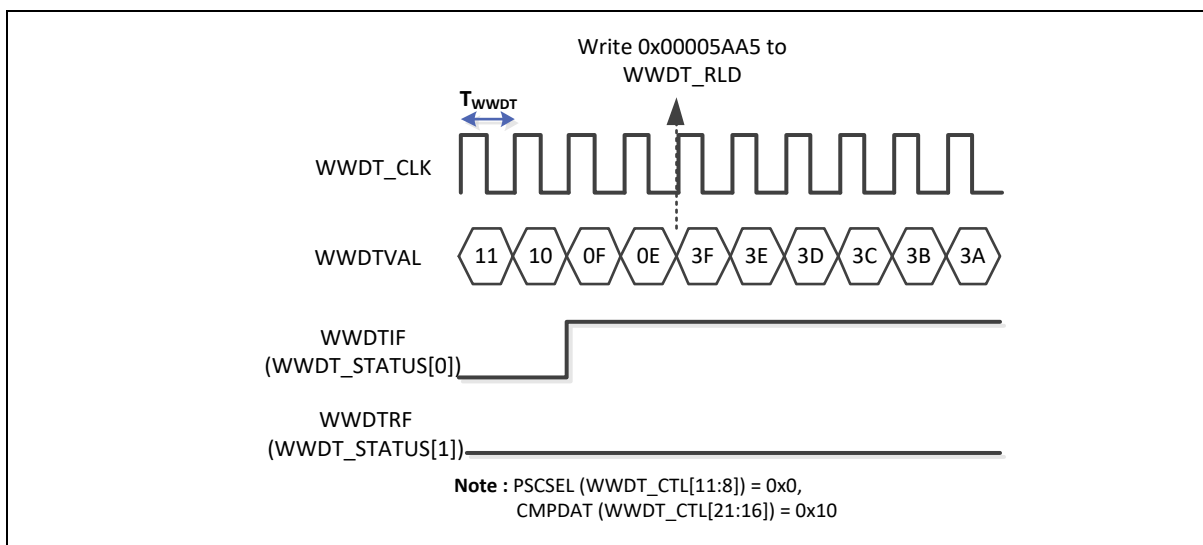 Write 0x00005AA5 to
WWDT_RLD
TWWDT
WWDT_CLK
WWDTVAL 11 10 0F 0E 3F 3E 3D 3C 3B 3A
WWDTIF
(WWDT_STATUS[0])
WWDTRF
(WWDT_STATUS[1])
Note : PSCSEL (WWDT_CTL[11:8]) = 0x0,
CMPDAT (WWDT_CTL[21:16]) = 0x10